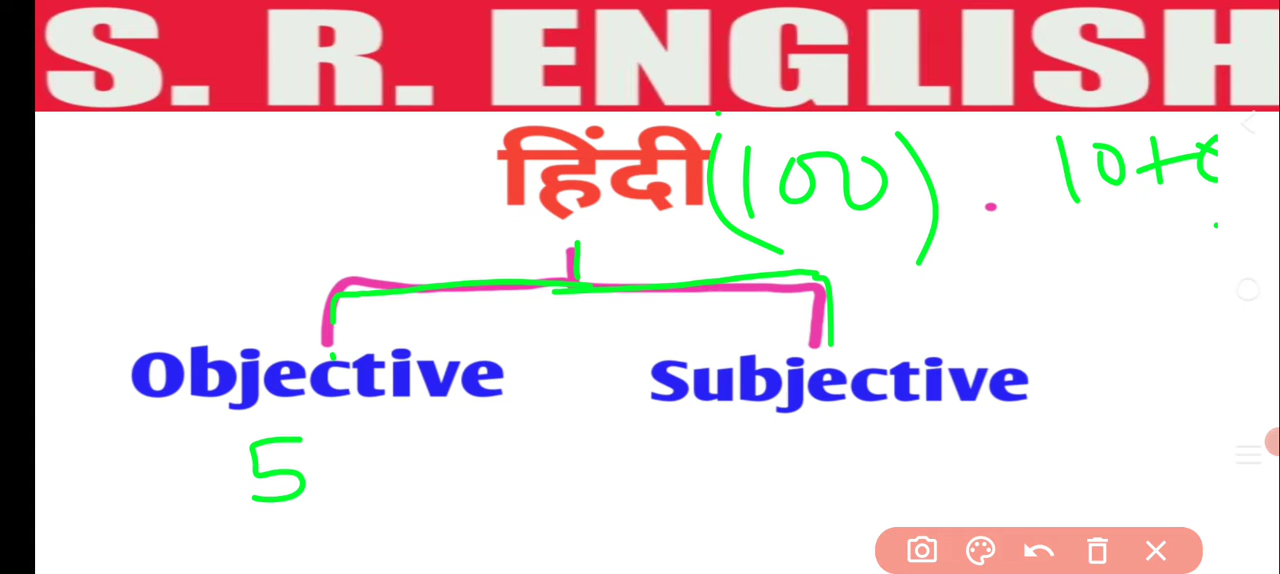 S. R. ENGLISH
हिंदी (100) . 10+
Objective Subjective
5